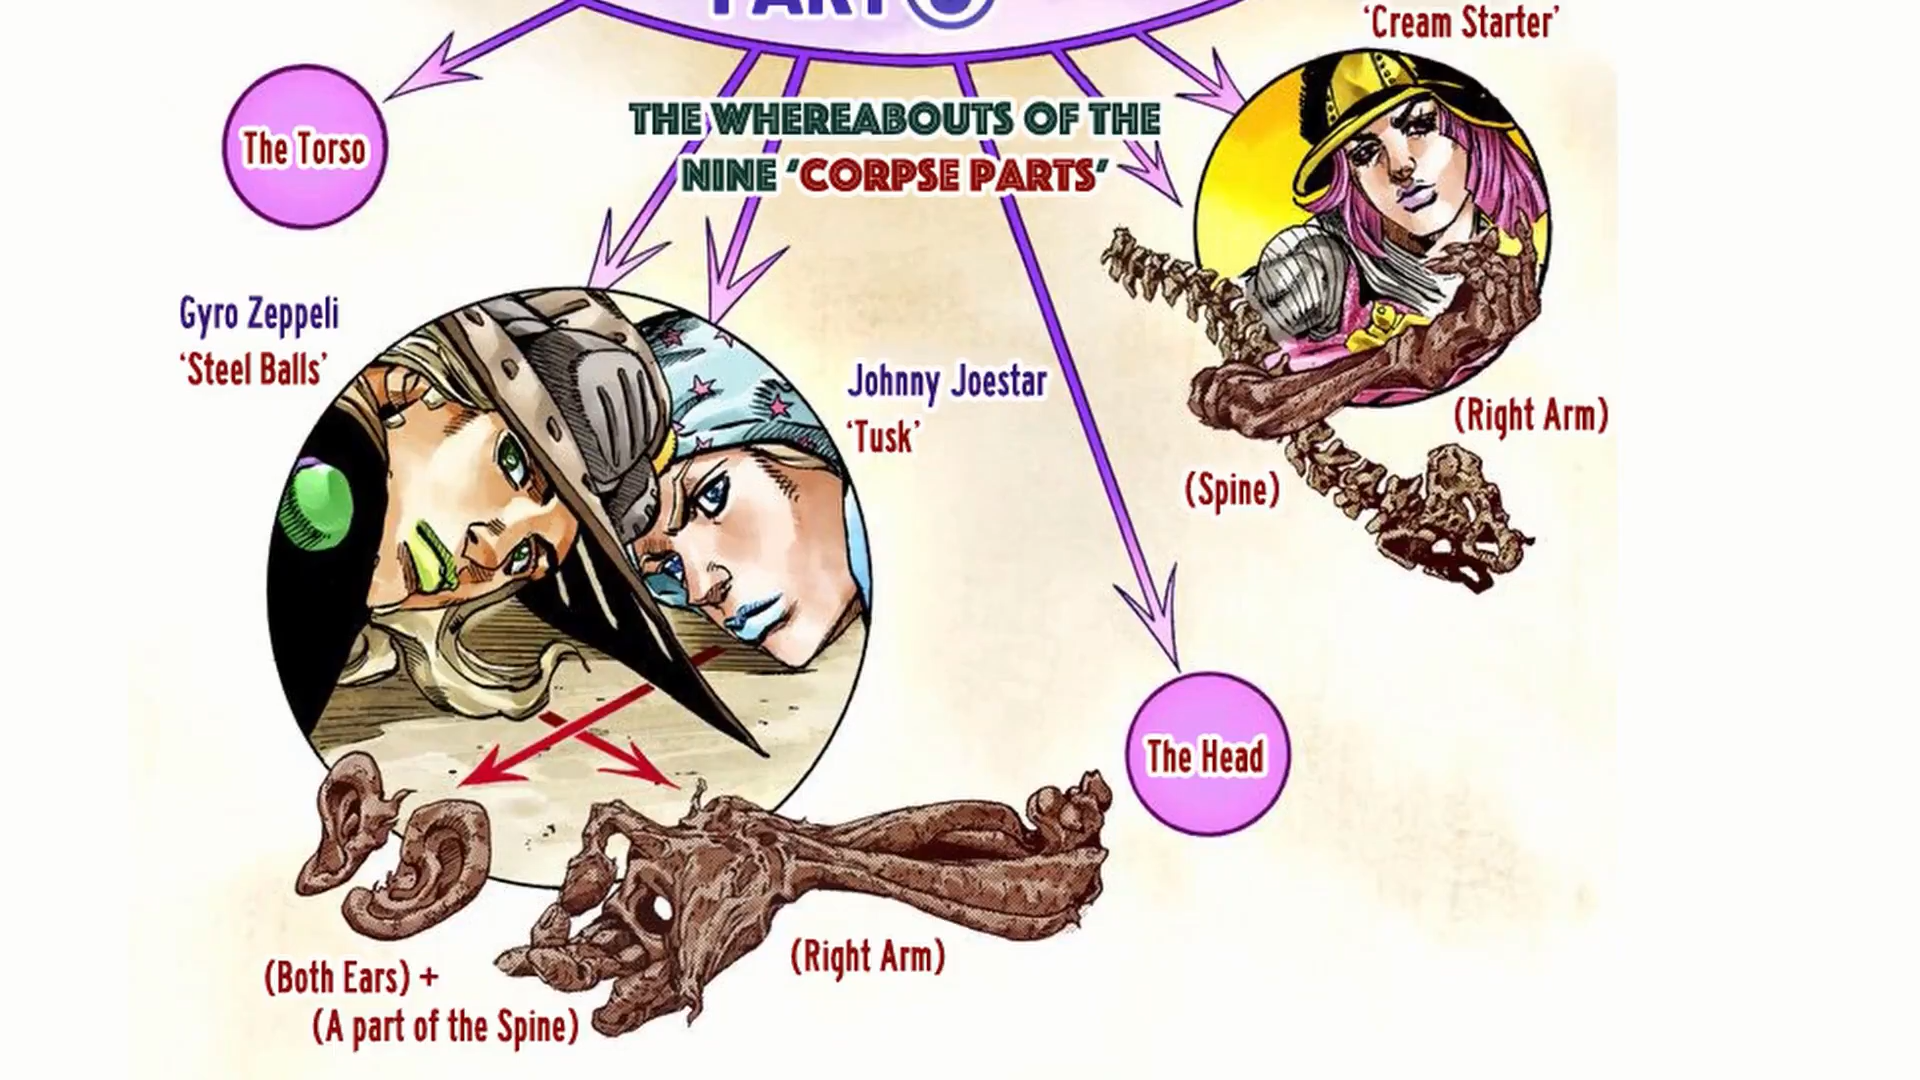 PART
'Cream Starter'
The Torso
THE WHEREABOUTS OF THE
NINE 'CORPSE PARTS'
Gyro Zeppeli
'Steel Balls'
Johnny Joestar
'Tusk'
(Right Arm)
(Spine)
The Head
(Right Arm)
(Both Ears) +
(A part of the Spine)